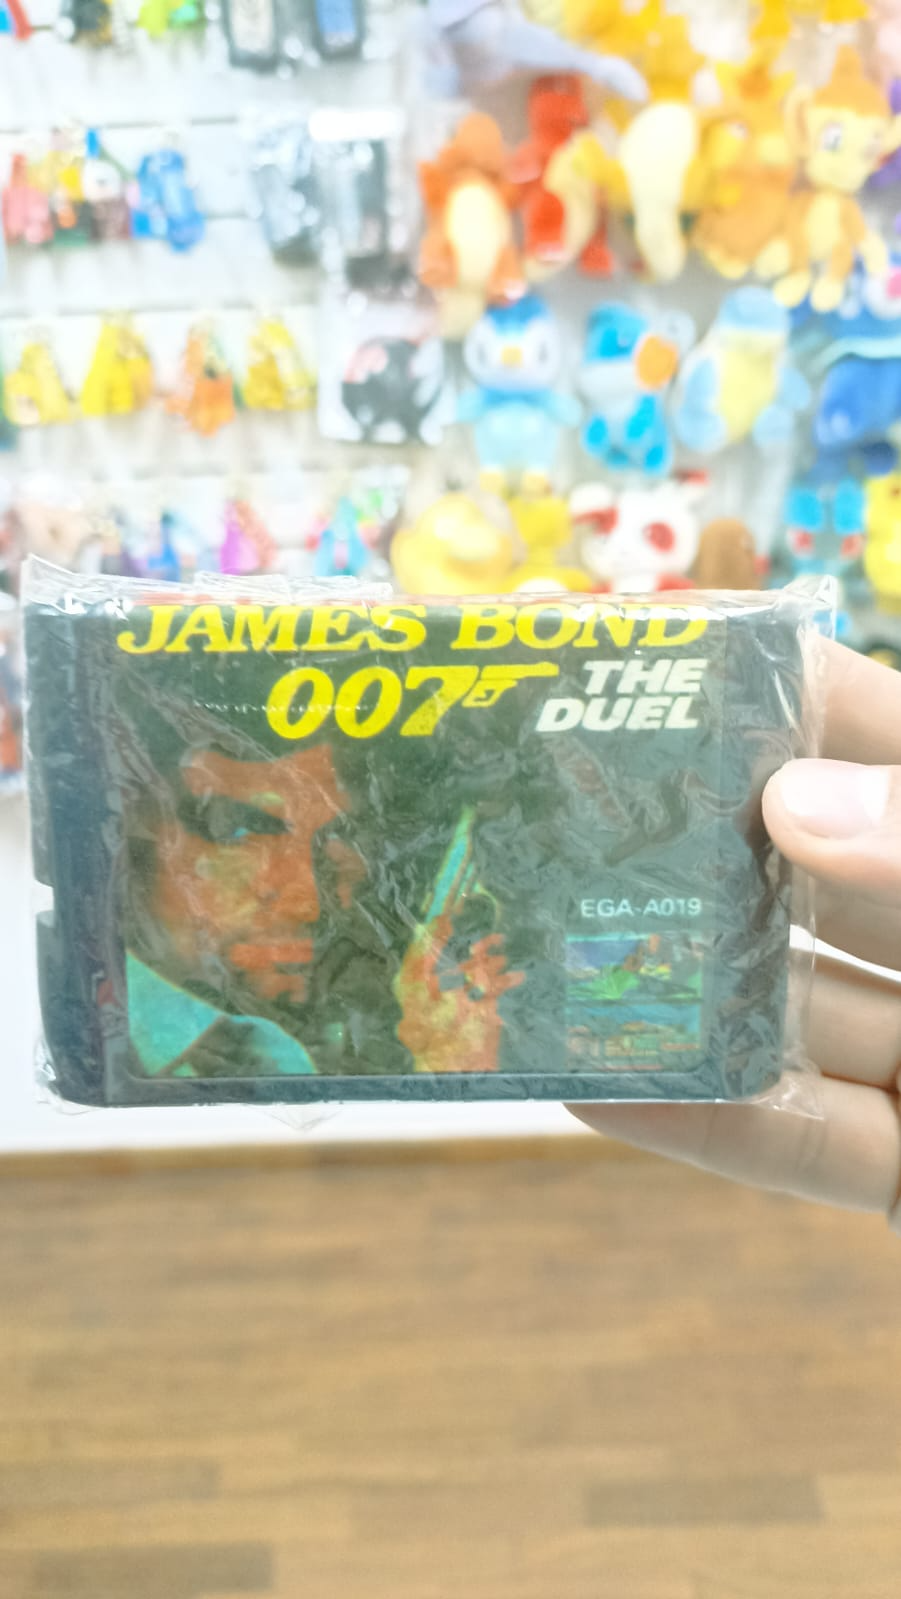 JAMES BOND
007 THE
DUEL
EGA-A019